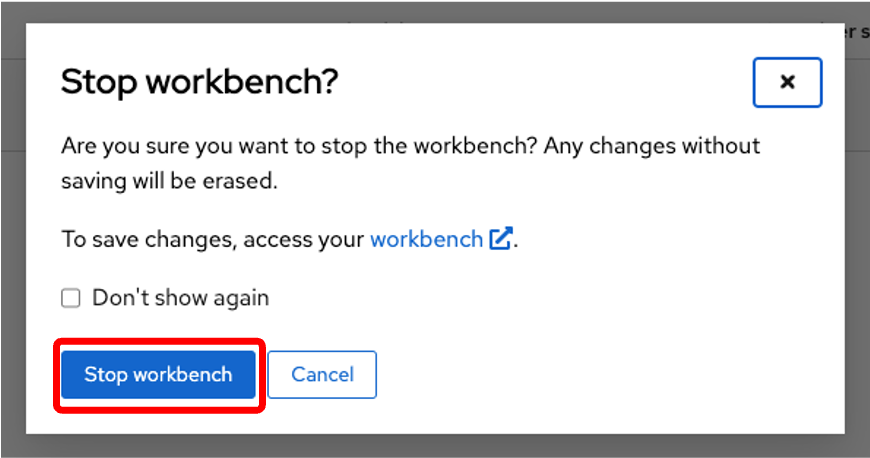 Stop workbench?
Are you sure you want to stop the workbench? Any changes without
saving will be erased.
To save changes, access your workbench.
Don't show again
Stop workbench
Cancel